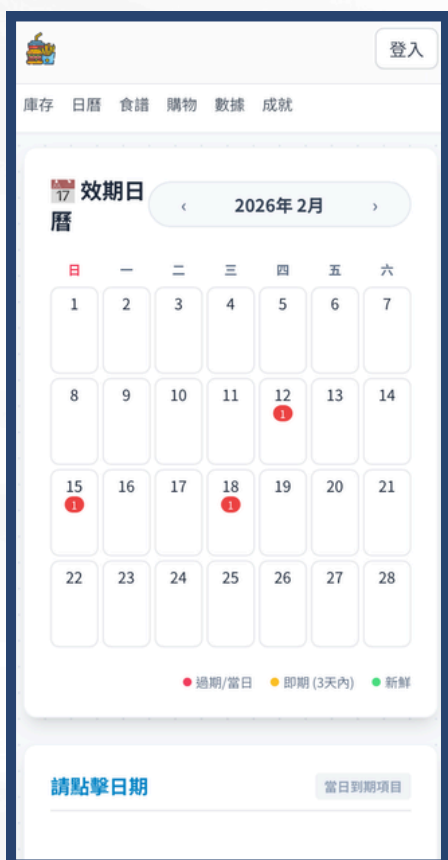 登入
庫存 日曆 食譜 購物 數據 成就
17 效期日曆
‹ 2026年 2月 ›
日 一 二 三 四 五 六
1 2 3 4 5 6 7
8 9 10 11 12 13 14
1
15 16 17 18 19 20 21
1 1
22 23 24 25 26 27 28
過期/當日 即期 (3天內) 新鮮
請點擊日期 當日到期項目